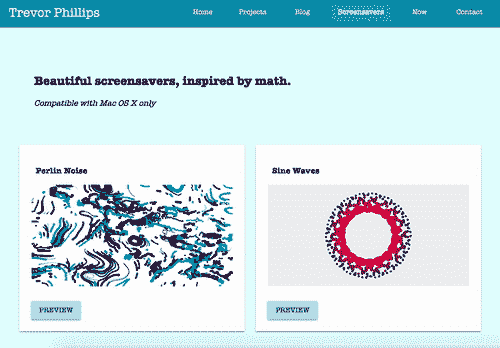 Trevor Phillips
Home Projects Blog Screensavers Now Contact
Beautiful screensavers, inspired by math.
Compatible with Mac OS X only
Perlin Noise
Sine Waves
PREVIEW
PREVIEW